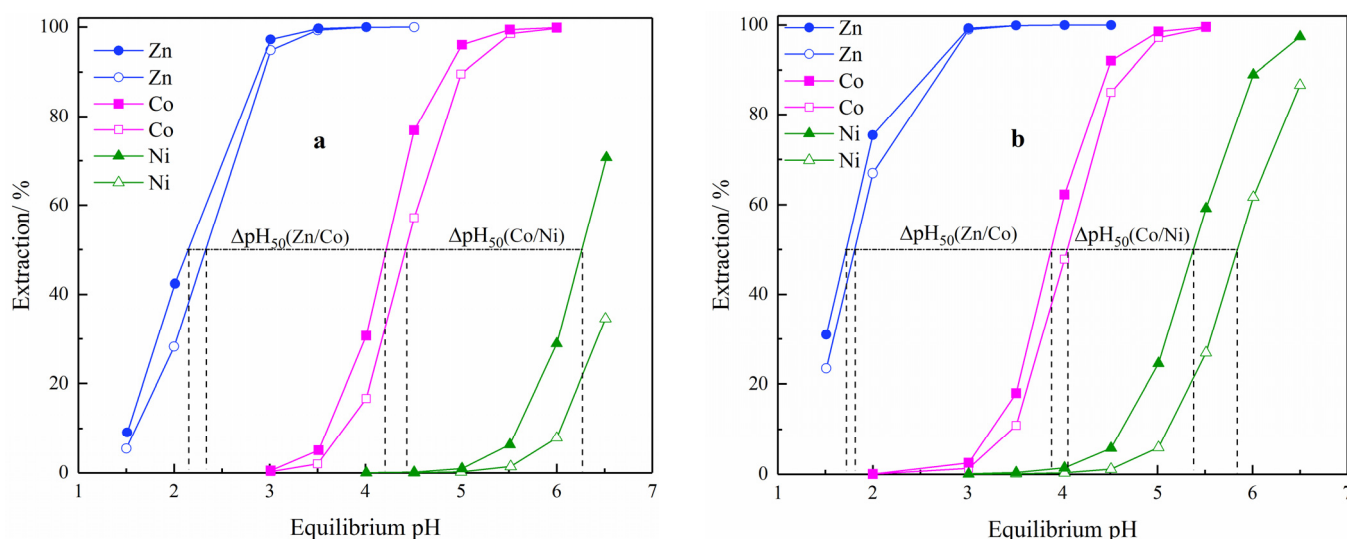 100
80
60
40
20
0
Extraction/ %
Zn
Zn
Co
Co
Ni
Ni
a
ΔpH₅₀(Zn/Co)
ΔpH₅₀(Co/Ni)
1 2 3 4 5 6 7
Equilibrium pH
100
80
60
40
20
0
Extraction/ %
Zn
Zn
Co
Co
Ni
Ni
b
ΔpH₅₀(Zn/Co)
ΔpH₅₀(Co/Ni)
1 2 3 4 5 6 7
Equilibrium pH